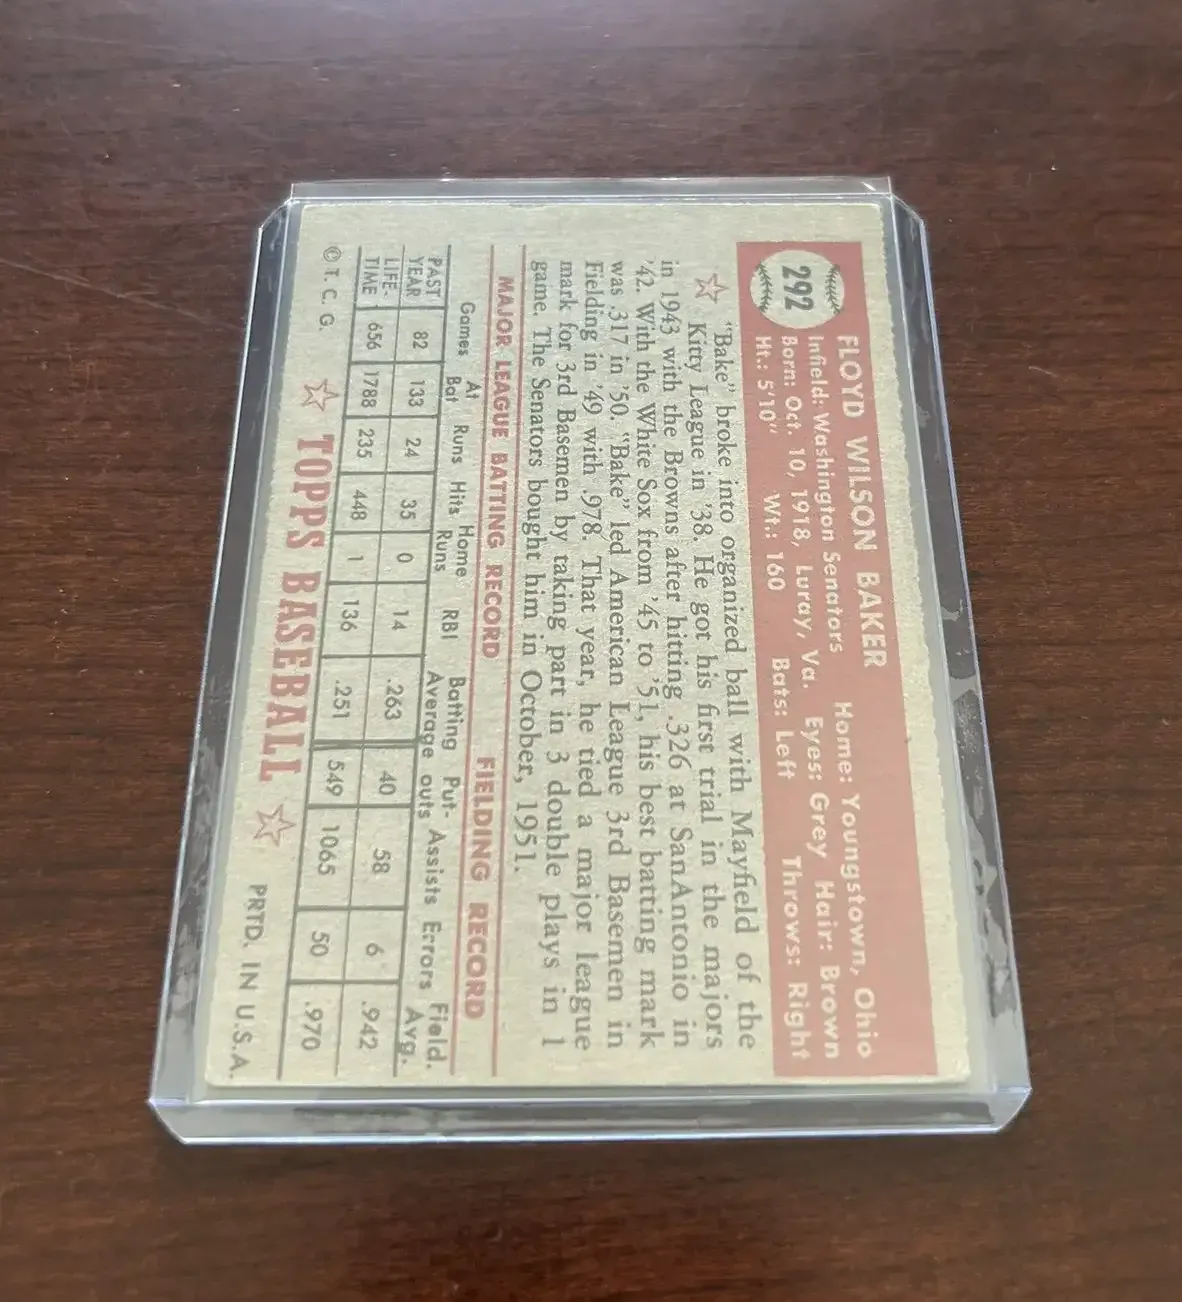 292
FLOYD WILSON BAKER
Infield: Washington Senators Home: Youngstown, Ohio
Born: Oct. 10, 1918, Luray, Va. Eyes: Grey Hair: Brown
Ht.: 5'10" Wt.: 160 Bats: Left Throws: Right
"Bake" broke into organized ball with Mayfield of the
Kitty League in '38. He got his first trial in the majors
in 1943 with the Browns after hitting .326 at SanAntonio in
'42. With the White Sox from '45 to '51, his best batting mark
was .317 in '50. "Bake" led American League 3rd Basemen in
Fielding in '49 with .978. That year, he tied a major league
mark for 3rd Basemen by taking part in 3 double plays in 1
game. The Senators bought him in October, 1951.
MAJOR LEAGUE BATTING RECORD FIELDING RECORD
Games At Bat Runs Hits Home Runs RBI Batting Average Put-outs Assists Errors Field. Avg.
PAST YEAR 82 133 24 35 0 14 .263 40 58 6 .942
LIFE-TIME 656 1788 235 448 1 136 .251 549 1065 50 .970
© T. C. G. TOPPS BASEBALL PRTD. IN U.S.A.